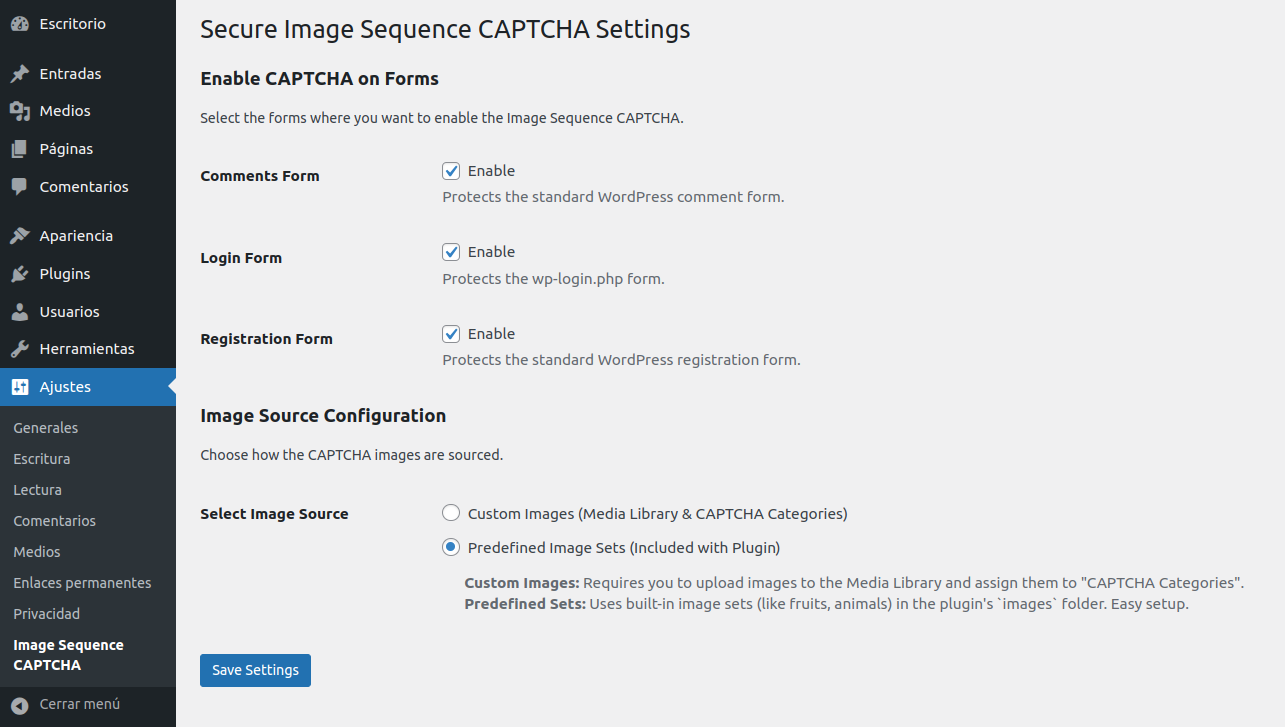 Escritorio
Entradas
Medios
Páginas
Comentarios
Apariencia
Plugins
Usuarios
Herramientas
Ajustes
Generales
Escritura
Lectura
Comentarios
Medios
Enlaces permanentes
Privacidad
Image Sequence
CAPTCHA
Cerrar menú
Secure Image Sequence CAPTCHA Settings
Enable CAPTCHA on Forms
Select the forms where you want to enable the Image Sequence CAPTCHA.
Comments Form
Enable
Protects the standard WordPress comment form.
Login Form
Enable
Protects the wp-login.php form.
Registration Form
Enable
Protects the standard WordPress registration form.
Image Source Configuration
Choose how the CAPTCHA images are sourced.
Select Image Source
Custom Images (Media Library & CAPTCHA Categories)
Predefined Image Sets (Included with Plugin)
Custom Images: Requires you to upload images to the Media Library and assign them to "CAPTCHA Categories".
Predefined Sets: Uses built-in image sets (like fruits, animals) in the plugin's `images` folder. Easy setup.
Save Settings